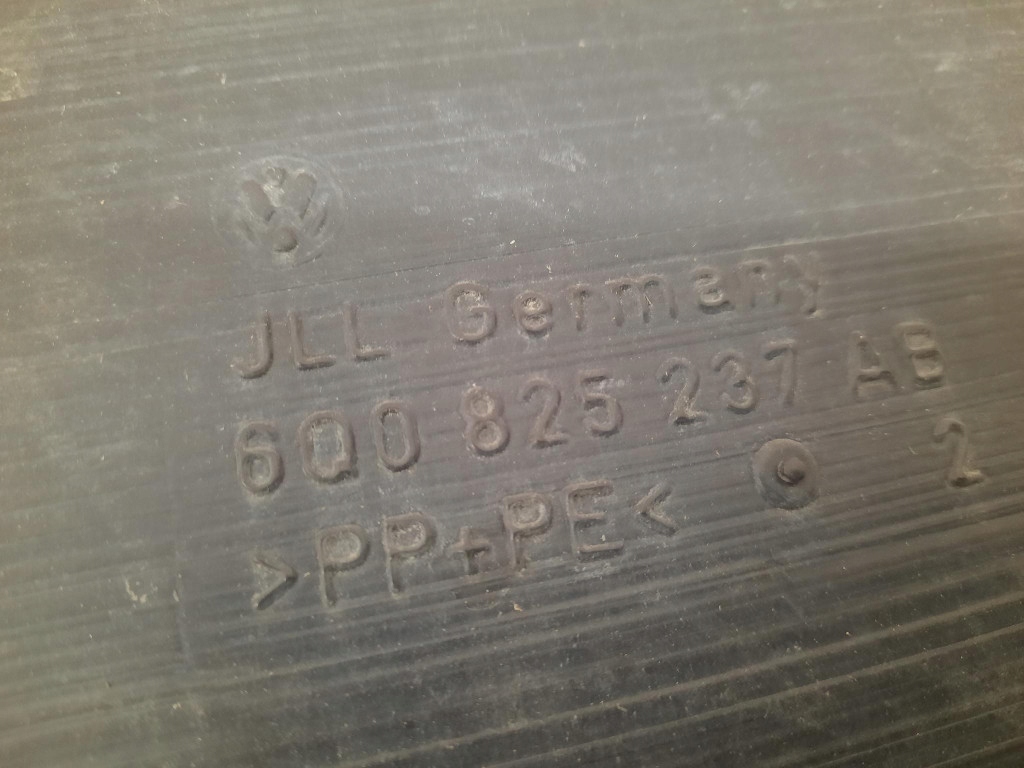 JLL Germany
6Q0 825 237 AB
>PP+PE< 2